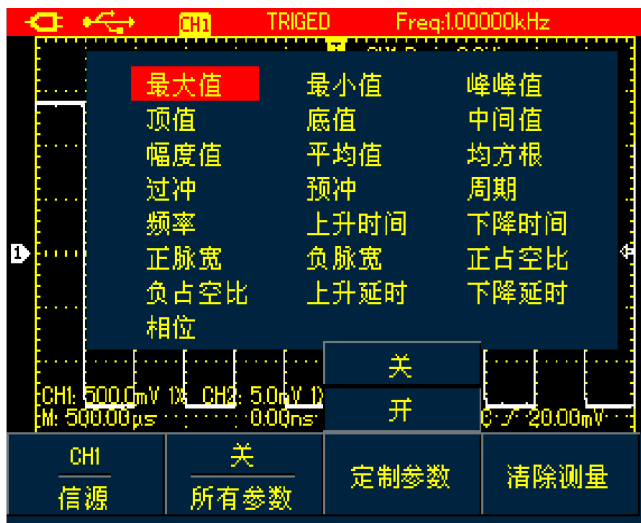 CH1 TRIGED Freq:1.00000kHz
最大值 最小值 峰峰值
顶值 底值 中间值
幅度值 平均值 均方根
过冲 预冲 周期
频率 上升时间 下降时间
正脉宽 负脉宽 正占空比
负占空比 上升延时 下降延时
相位
关
CH1: 500.0mV 1X CH2: 5.0mV
开
M: 500.00μs 0.00ns 20.00mV
CH1 关 定制参数 清除测量
信源 所有参数